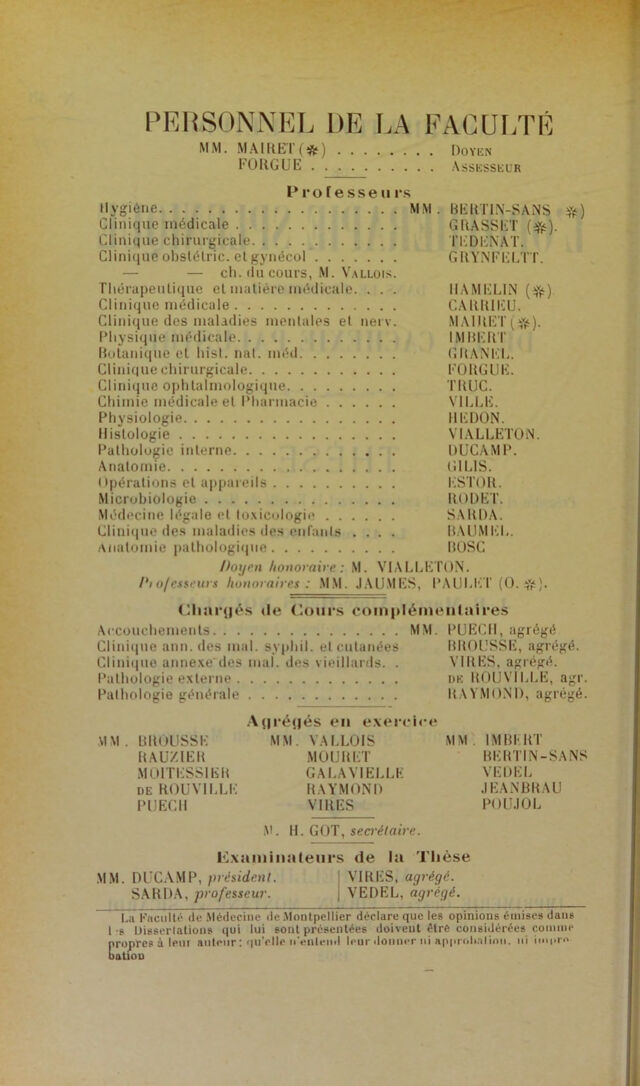 PERSONNEL DE LA FACULTÉ
MM. MAIRET (✻) ........ DOYEN
FORGUE .......... ASSESSEUR
Professeurs
Hygiène.................. MM. BERTIN-SANS ✻)
Clinique médicale ............. GRASSET (✻).
Clinique chirurgicale............ TEDENAT.
Clinique obstétric. et gynécol ....... GRYNFELTT.
— — ch. du cours, M. VALLOIS.
Thérapeutique et matière médicale.... HAMELIN (✻)
Clinique médicale ............. CARRIEU.
Clinique des maladies mentales et nerv. MAIRET (✻).
Physique médicale............. IMBERT
Botanique et hist. nat. méd........ GRANEL.
Clinique chirurgicale............ FORGUE.
Clinique ophtalmologique......... TRUC.
Chimie médicale et Pharmacie ...... VILLE.
Physiologie................. HEDON.
Histologie ................. VIALLETON.
Pathologie interne............. DUCAMP.
Anatomie.................. GILIS.
Opérations et appareils .......... ESTOR.
Microbiologie ............... RODET.
Médecine légale et toxicologie ...... SARDA.
Clinique des maladies des enfants .... BAUMEL.
Anatomie pathologique.......... BOSC
Doyen honoraire: M. VIALLETON.
Professeurs honoraires : MM. JAUMES, PAULET (O. ✻).
Chargés de Cours complémentaires
Accouchements............... MM. PUECH, agrégé
Clinique ann. des mal. syphil. et cutanées BROUSSE, agrégé.
Clinique annexe des mal. des vieillards. . VIRES, agrégé.
Pathologie externe ............. DE ROUVILLE, agr.
Pathologie générale ............ RAYMOND, agrégé.
Agrégés en exercice
MM. BROUSSE MM. VALLOIS MM. IMBERT
RAUZIER MOURET BERTIN-SANS
MOITESSIER GALAVIELLE VEDEL
DE ROUVILLE RAYMOND JEANBRAU
PUECH VIRES POUJOL
M. H. GOT, secrétaire.
Examinateurs de la Thèse
MM. DUCAMP, président. | VIRES, agrégé.
SARDA, professeur. | VEDEL, agrégé.
La Faculté de Médecine de Montpellier déclare que les opinions émises dans
l s Dissertations qui lui sont présentées doivent être considérées comme
propres à leur auteur; qu'elle n'entend leur donner ni approbation, ni impro
bation